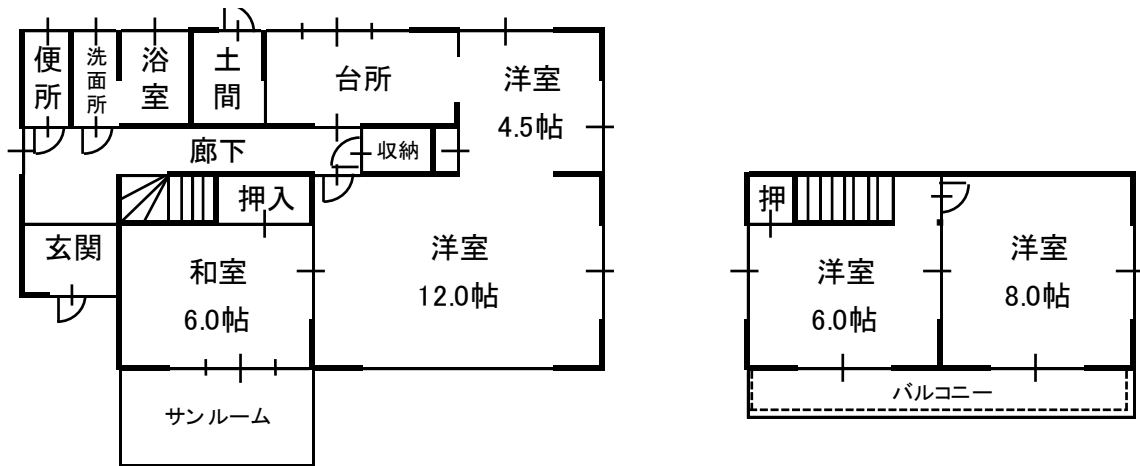 便所
洗面所
浴室
土間
台所
洋室
4.5帖
廊下
収納
押入
玄関
和室
6.0帖
洋室
12.0帖
サンルーム
押
洋室
6.0帖
洋室
8.0帖
バルコニー